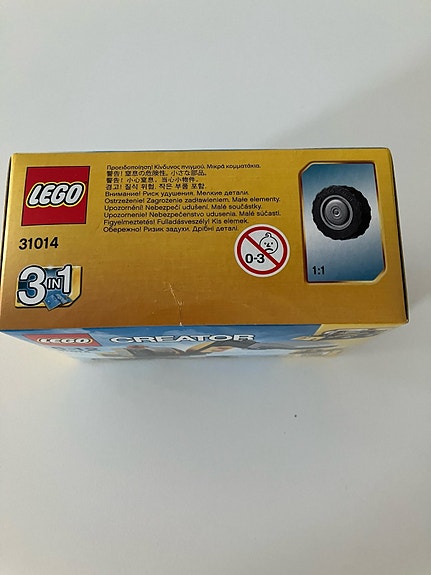 LEGO
31014
3 IN 1
Προειδοποίηση! Κίνδυνος πνιγμού. Μικρά κομματάκια.
警告! 窒息の危険性。小さな部品。
警告! 小心窒息, 当心小物件。
경고! 질식 위험. 작은 부품 포함.
Внимание! Риск удушения. Мелкие детали.
Ostrzeżenie! Zagrożenie zadławieniem. Małe elementy.
Upozornění! Nebezpečí udušení. Malé součástky.
Upozornenie! Nebezpečenstvo udusenia. Malé súčasti.
Figyelmeztetés! Fulladásveszély! Kis elemek.
Обережно! Ризик задухи. Дрібні деталі.
0-3
1:1
LEGO
CREATOR